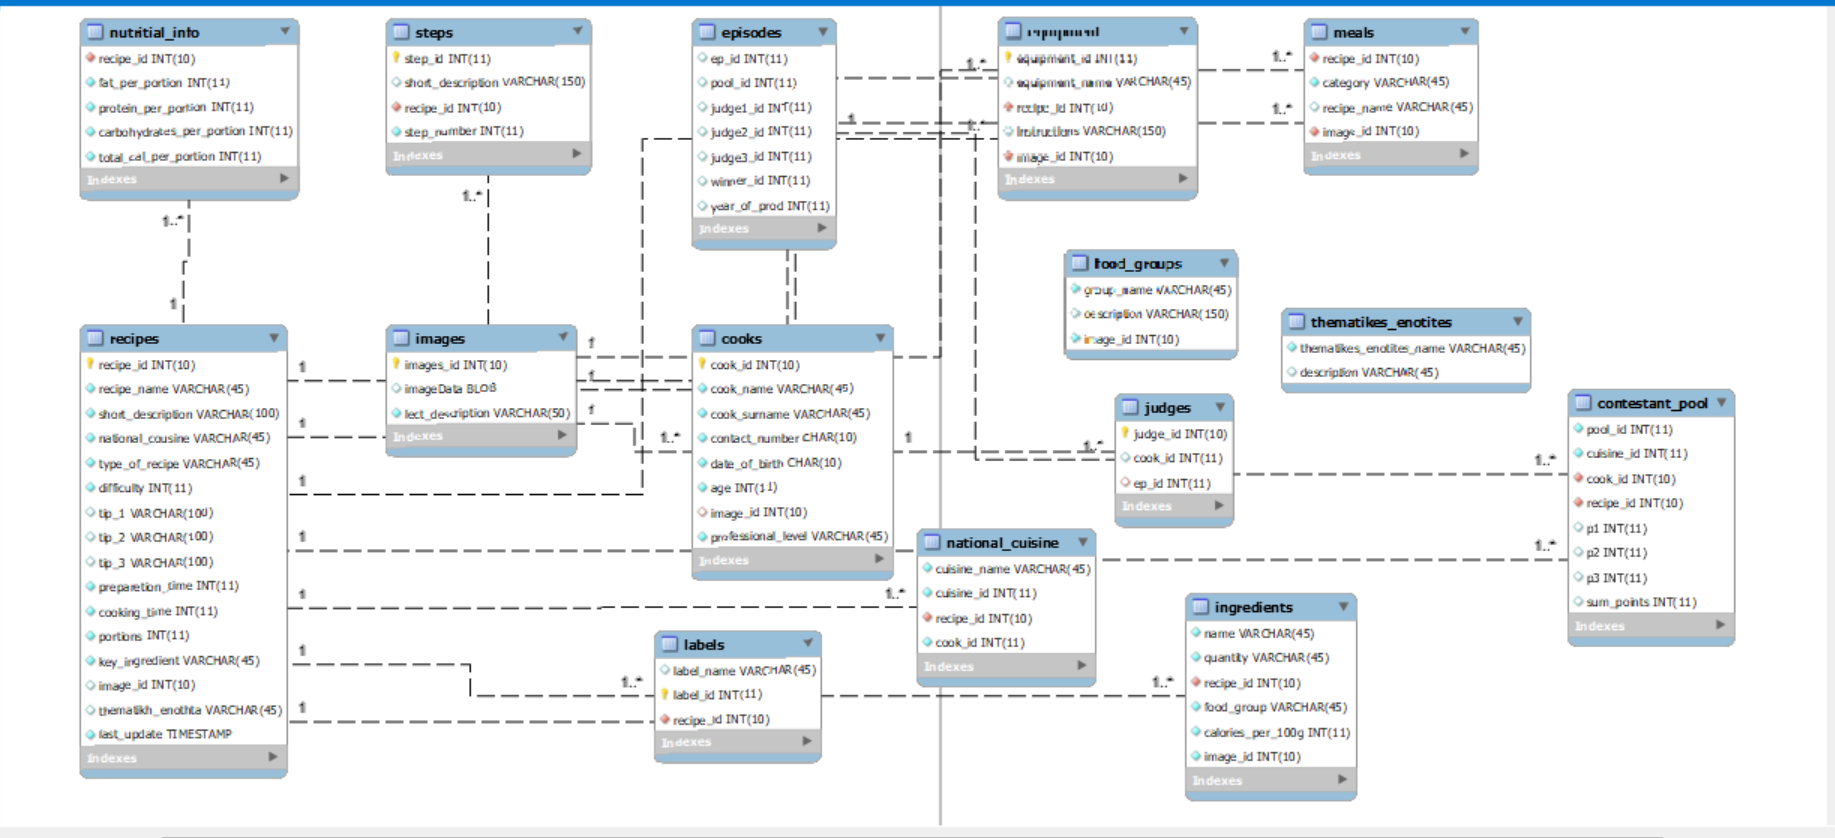 nutritial_info
recipe_id INT(10)
fat_per_portion INT(11)
protein_per_portion INT(11)
carbohydrates_per_portion INT(11)
total_cal_per_portion INT(11)
Indexes
steps
step_id INT(11)
short_description VARCHAR(150)
recipe_id INT(10)
step_number INT(11)
Indexes
episodes
ep_id INT(11)
pool_id INT(11)
judge1_id INT(11)
judge2_id INT(11)
judge3_id INT(11)
winner_id INT(11)
year_of_prod INT(11)
Indexes
equipment
equipment_id INT(11)
equipment_name VARCHAR(45)
recipe_id INT(10)
Instructions VARCHAR(150)
image_id INT(10)
Indexes
meals
recipe_id INT(10)
category VARCHAR(45)
recipe_name VARCHAR(45)
image_id INT(10)
Indexes
1..*
1..*
1..*
1..*
1
1..*
1..*
1
food_groups
group_name VARCHAR(45)
description VARCHAR(150)
image_id INT(10)
thematikes_enotites
thematikes_enotites_name VARCHAR(45)
description VARCHAR(45)
recipes
recipe_id INT(10)
recipe_name VARCHAR(45)
short_description VARCHAR(100)
national_cousine VARCHAR(45)
type_of_recipe VARCHAR(45)
difficulty INT(11)
tip_1 VARCHAR(100)
tip_2 VARCHAR(100)
tip_3 VARCHAR(100)
preparetion_time INT(11)
cooking_time INT(11)
portions INT(11)
key_ingredient VARCHAR(45)
image_id INT(10)
thematikh_enothta VARCHAR(45)
last_update TIMESTAMP
Indexes
1
1
1
1
1
1
1
images
images_id INT(10)
imageData BLOB
lect_description VARCHAR(50)
Indexes
1
1
1
1..*
cooks
cook_id INT(10)
cook_name VARCHAR(45)
cook_surname VARCHAR(45)
contact_number CHAR(10)
date_of_birth CHAR(10)
age INT(11)
image_id INT(10)
professional_level VARCHAR(45)
Indexes
1
1..*
judges
judge_id INT(10)
cook_id INT(11)
ep_id INT(11)
Indexes
contestant_pool
pool_id INT(11)
cuisine_id INT(11)
cook_id INT(10)
recipe_id INT(10)
p1 INT(11)
p2 INT(11)
p3 INT(11)
sum_points INT(11)
Indexes
1..*
1..*
national_cuisine
cuisine_name VARCHAR(45)
cuisine_id INT(11)
recipe_id INT(10)
cook_id INT(11)
Indexes
1..*
labels
label_name VARCHAR(45)
label_id INT(11)
recipe_id INT(10)
Indexes
1..*
1..*
ingredients
name VARCHAR(45)
quantity VARCHAR(45)
recipe_id INT(10)
food_group VARCHAR(45)
calories_per_100g INT(11)
image_id INT(10)
Indexes